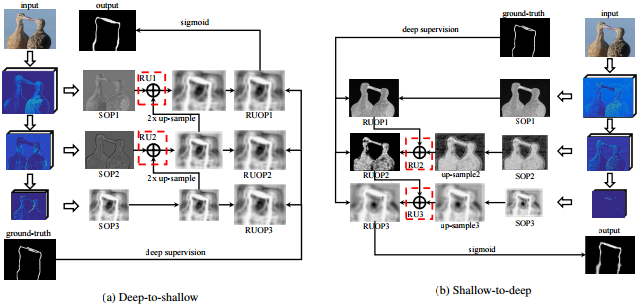 input
output
sigmoid
RU1
SOP1
2x up-sample
RUOP1
RU2
SOP2
2x up-sample
RUOP2
SOP3
RUOP3
ground-truth
deep supervision
(a) Deep-to-shallow
ground-truth
input
deep supervision
RUOP1
SOP1
RU2
RUOP2
up-sample2
SOP2
RU3
RUOP3
up-sample3
SOP3
output
sigmoid
(b) Shallow-to-deep